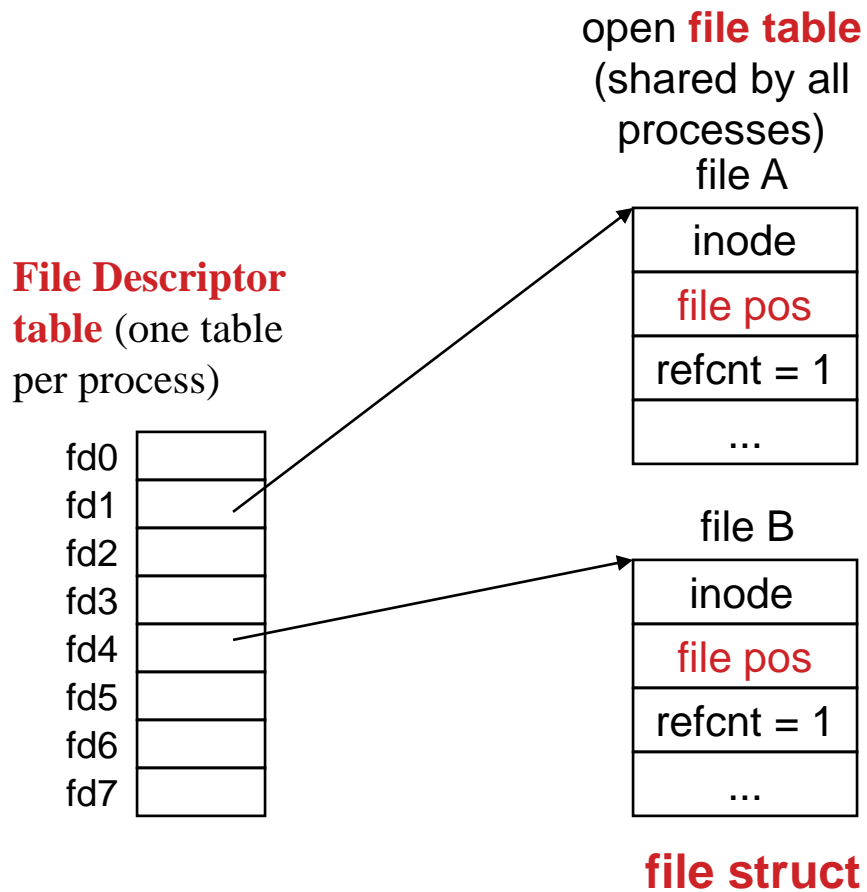 open file table
(shared by all
processes)
file A
inode
file pos
refcnt = 1
...
File Descriptor
table (one table
per process)
fd0
fd1
fd2
fd3
fd4
fd5
fd6
fd7
file B
inode
file pos
refcnt = 1
...
file struct